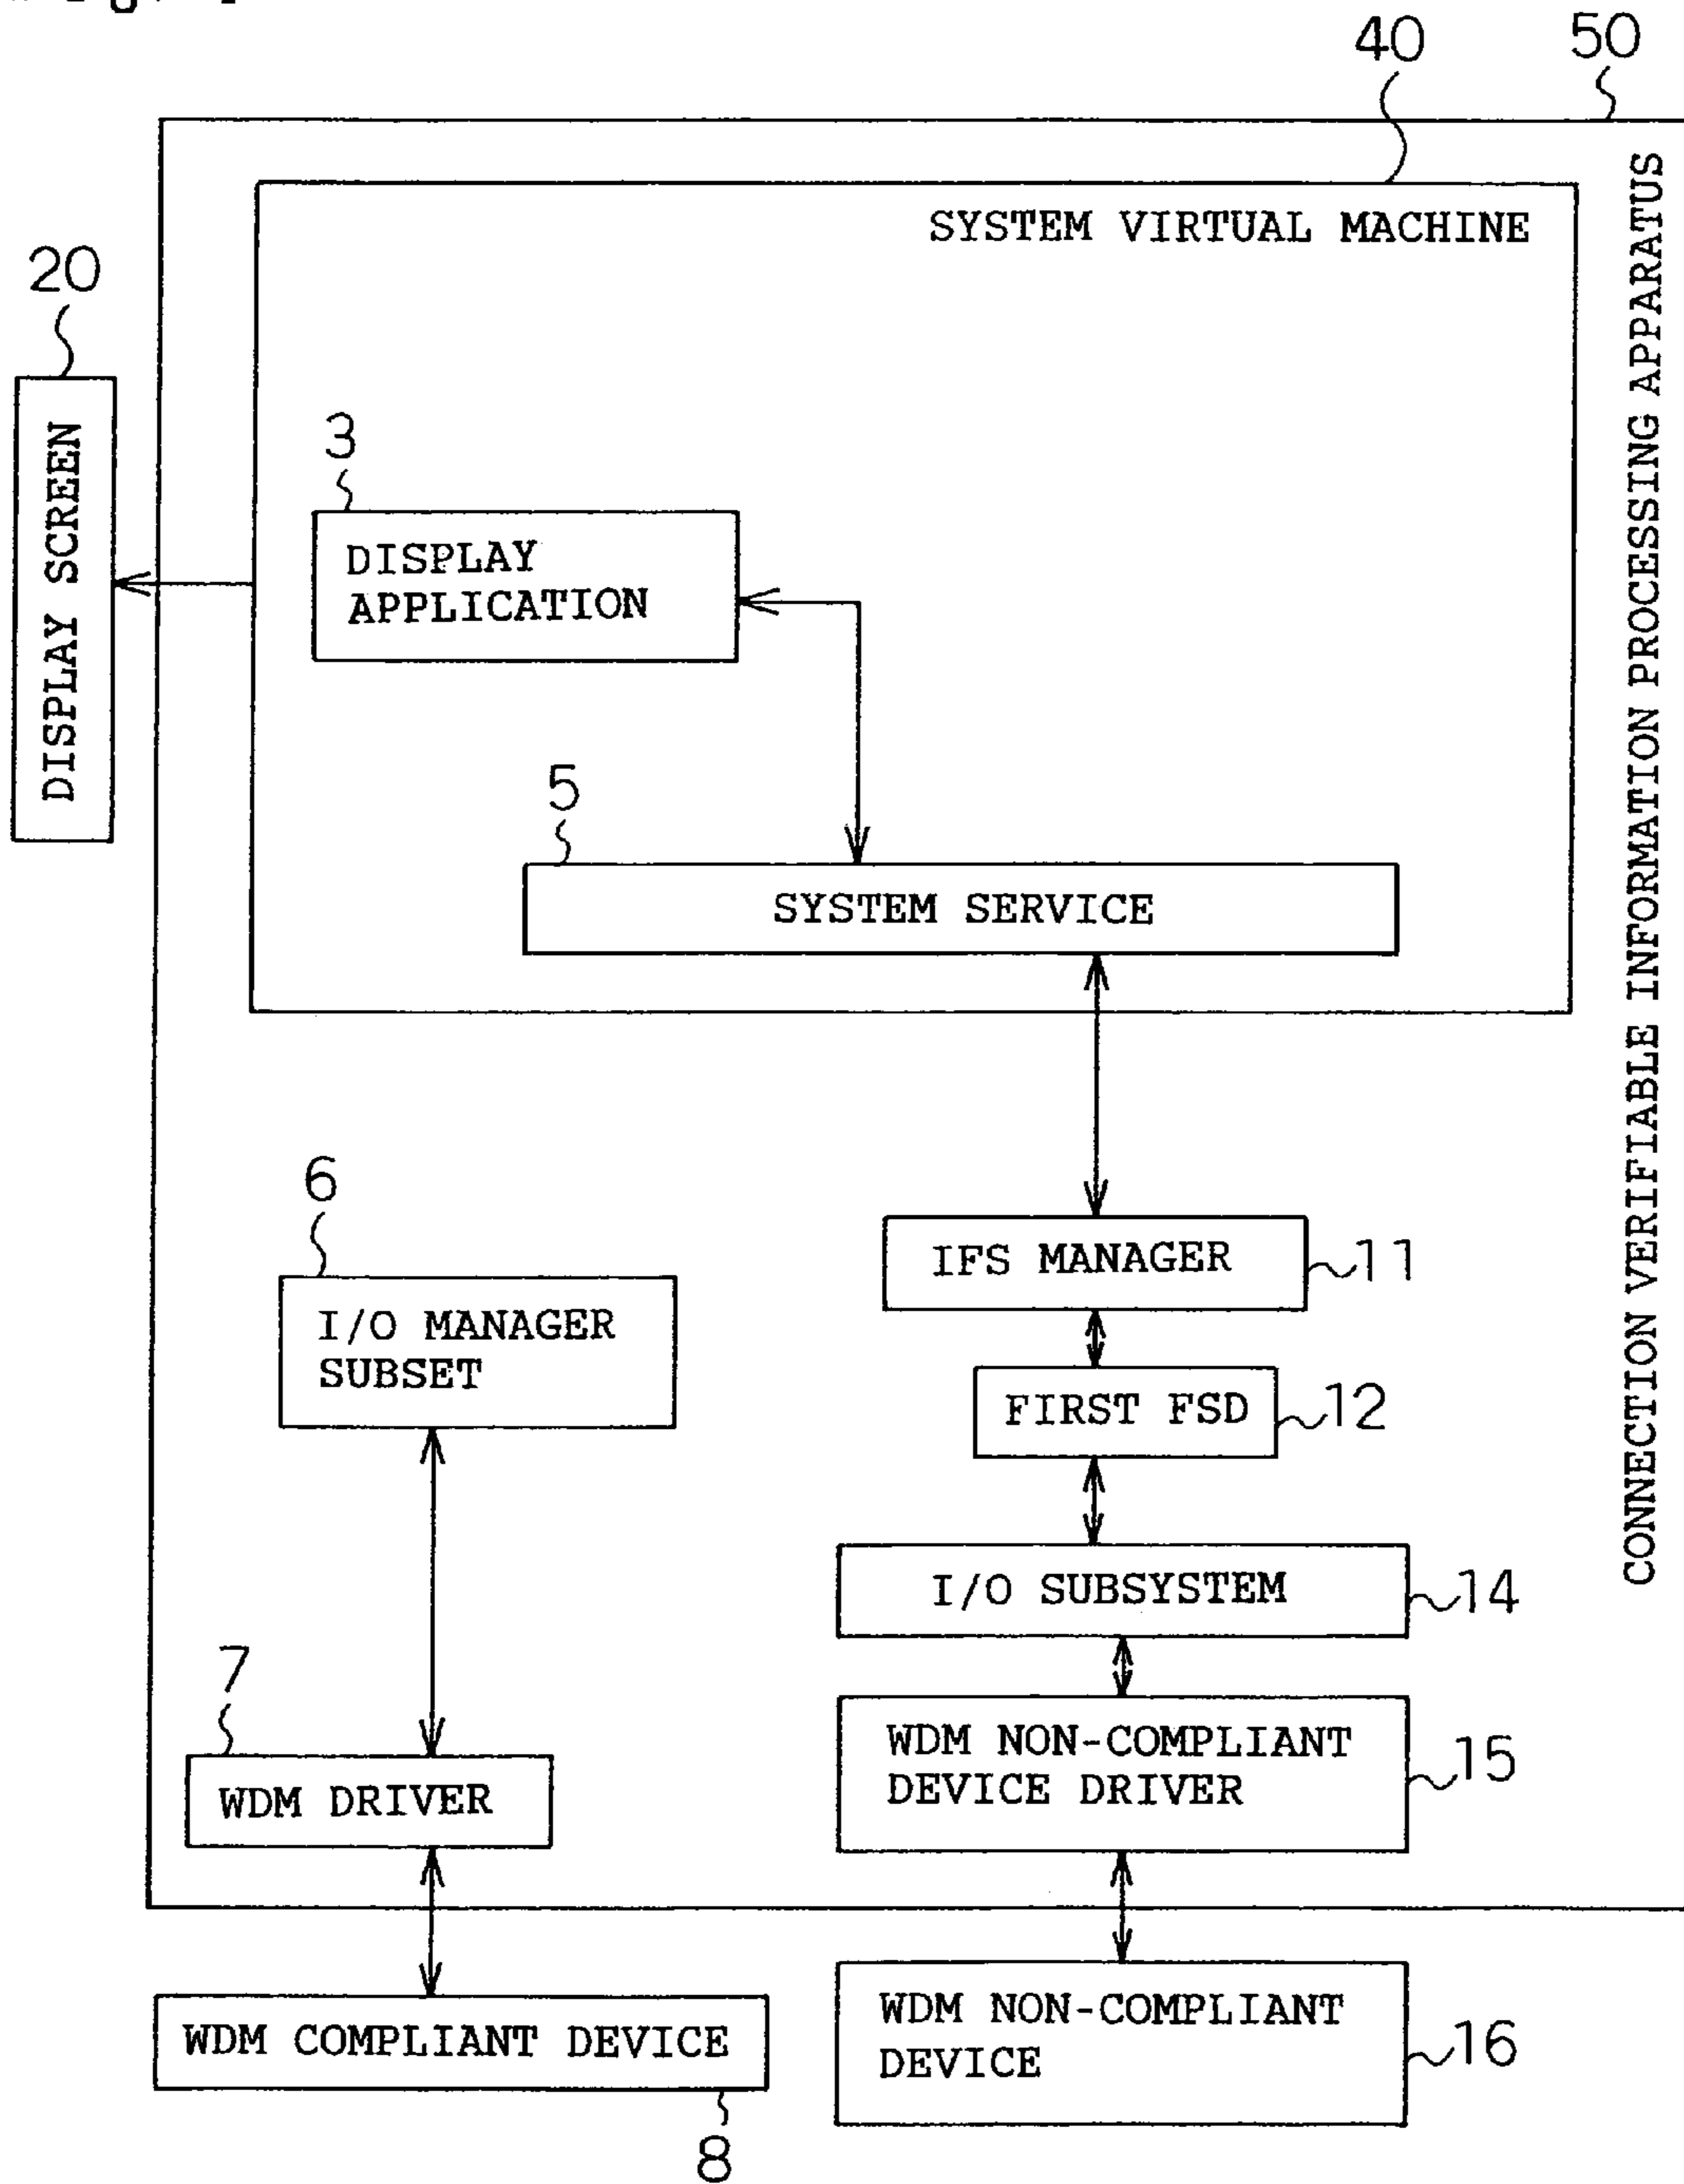 40
50
SYSTEM VIRTUAL MACHINE
CONNECTION VERIFIABLE INFORMATION PROCESSING APPARATUS
20
DISPLAY SCREEN
3
DISPLAY
APPLICATION
5
SYSTEM SERVICE
6
I/O MANAGER
SUBSET
IFS MANAGER
11
FIRST FSD
12
I/O SUBSYSTEM
14
7
WDM DRIVER
WDM NON-COMPLIANT
DEVICE DRIVER
15
WDM COMPLIANT DEVICE
8
WDM NON-COMPLIANT
DEVICE
16